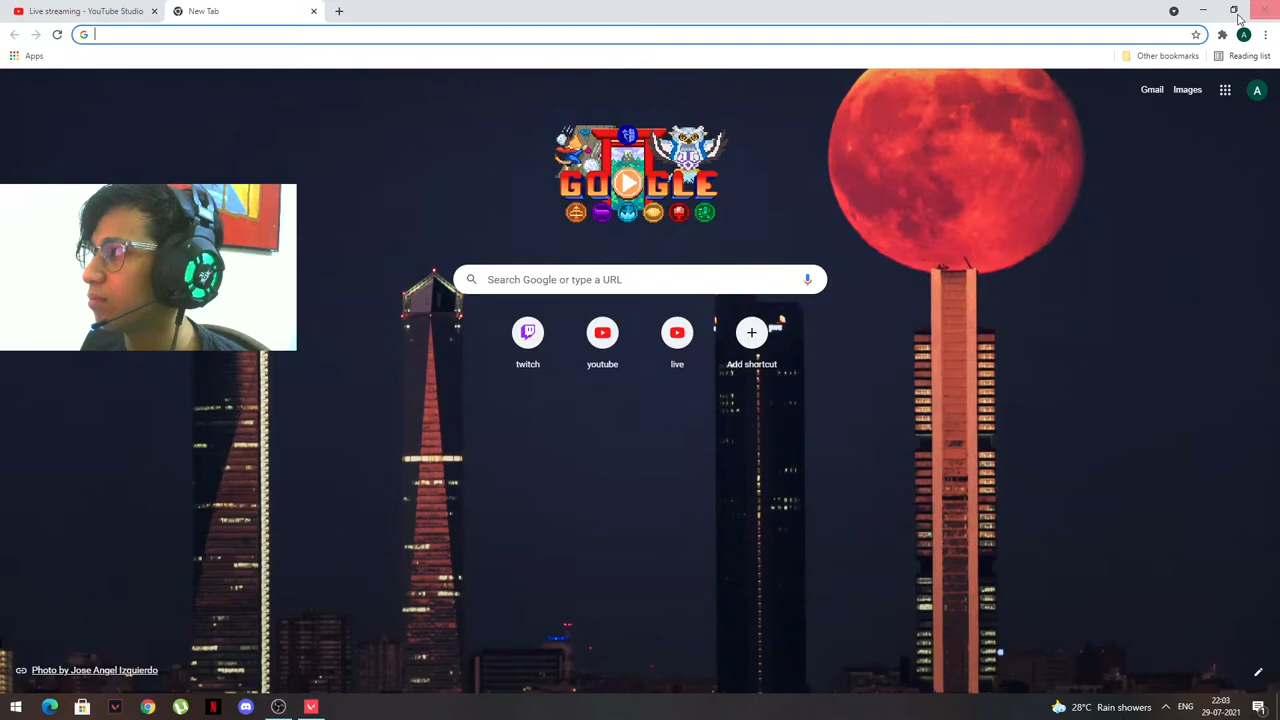 Live streaming - YouTube Studio
New Tab
Apps
Other bookmarks
Reading list
Gmail
Images
A
A
GOOGLE
Search Google or type a URL
twitch
youtube
live
Add shortcut
Photo by Jose Angel Izquierdo
28°C Rain showers
ENG
22:03
29-07-2021